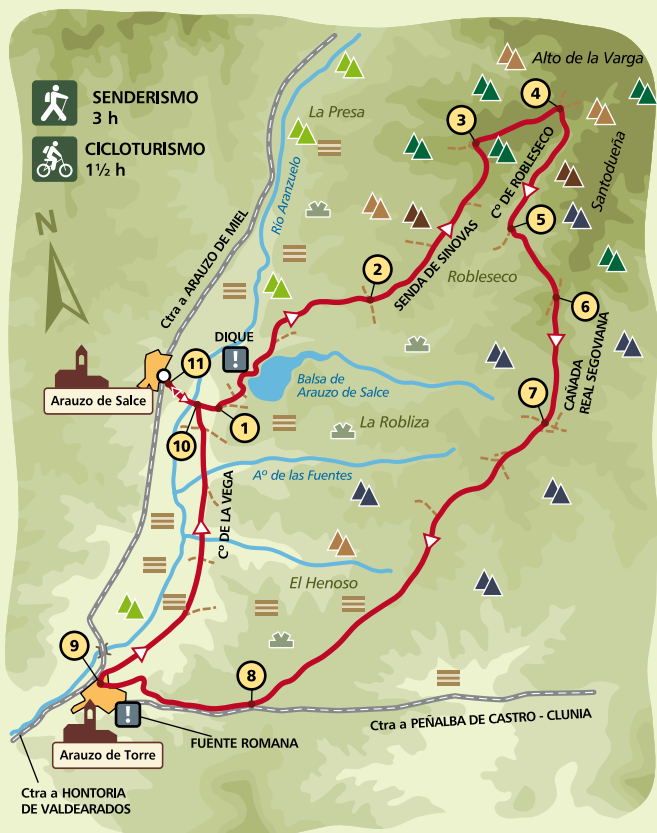 SENDERISMO
3 h
CICLOTURISMO
1½ h
N
Alto de la Varga
La Presa
Río Aranzuelo
Ctra a ARAUZO DE MIEL
3
4
Cº DE ROBLESECO
Santodueña
5
2
SENDA DE SINOVAS
Robleseco
6
DIQUE
!
11
Arauzo de Salce
Balsa de
Arauzo de Salce
CAÑADA
REAL SEGOVIANA
7
1
10
La Robliza
Aº de las Fuentes
Cº DE LA VEGA
El Henoso
9
8
!
Arauzo de Torre
FUENTE ROMANA
Ctra a PEÑALBA DE CASTRO - CLUNIA
Ctra a HONTORIA
DE VALDEARADOS